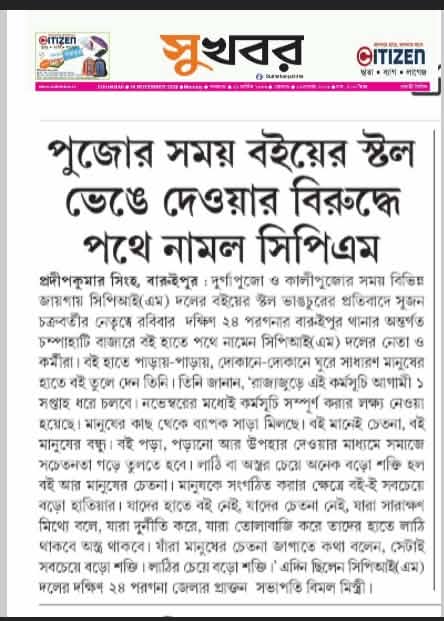 CITIZEN
সুখবর
CITIZEN
জুতা • ব্যাগ • লাগেজ
পুজোর সময় বইয়ের স্টল
ভেঙে দেওয়ার বিরুদ্ধে
পথে নামল সিপিএম
প্রদীপকুমার সিংহ, বারুইপুর : দুর্গাপুজো ও কালীপুজোর সময় বিভিন্ন
জায়গায় সিপিআই(এম) দলের বইয়ের স্টল ভাঙচুরের প্রতিবাদে সুজন
চক্রবর্তীর নেতৃত্বে রবিবার দক্ষিণ ২৪ পরগনার বারুইপুর থানার অন্তর্গত
চম্পাহাটি বাজারে বই হাতে পথে নামেন সিপিআই(এম) দলের নেতা ও
কর্মীরা। বই হাতে পাড়ায়-পাড়ায়, দোকানে-দোকানে ঘুরে সাধারণ মানুষের
হাতে বই তুলে দেন তিনি। তিনি জানান, 'রাজ্যজুড়ে এই কর্মসূচি আগামী ১
সপ্তাহ ধরে চলবে। নভেম্বরের মধ্যেই কর্মসূচি সম্পূর্ণ করার লক্ষ্য নেওয়া
হয়েছে। মানুষের কাছ থেকে ব্যাপক সাড়া মিলছে। বই মানেই চেতনা, বই
মানুষের বন্ধু। বই পড়া, পড়ানো আর উপহার দেওয়ার মাধ্যমে সমাজে
সচেতনতা গড়ে তুলতে হবে। লাঠি বা অস্ত্রর চেয়ে অনেক বড়ো শক্তি হল
বই আর মানুষের চেতনা। মানুষকে সংগঠিত করার ক্ষেত্রে বই-ই সবচেয়ে
বড়ো হাতিয়ার। যাদের হাতে বই নেই, যাদের চেতনা নেই, যারা সারাক্ষণ
মিথ্যে বলে, যারা দুর্নীতি করে, যারা তোলাবাজি করে তাদের হাতে লাঠি
থাকবে অস্ত্র থাকবে। যাঁরা মানুষের চেতনা জাগাতে কথা বলেন, সেটাই
সবচেয়ে বড়ো শক্তি। লাঠির চেয়ে বড়ো শক্তি।' এদিন ছিলেন সিপিআই(এম)
দলের দক্ষিণ ২৪ পরগনা জেলার প্রাক্তন সভাপতি বিমল মিস্ত্রী।